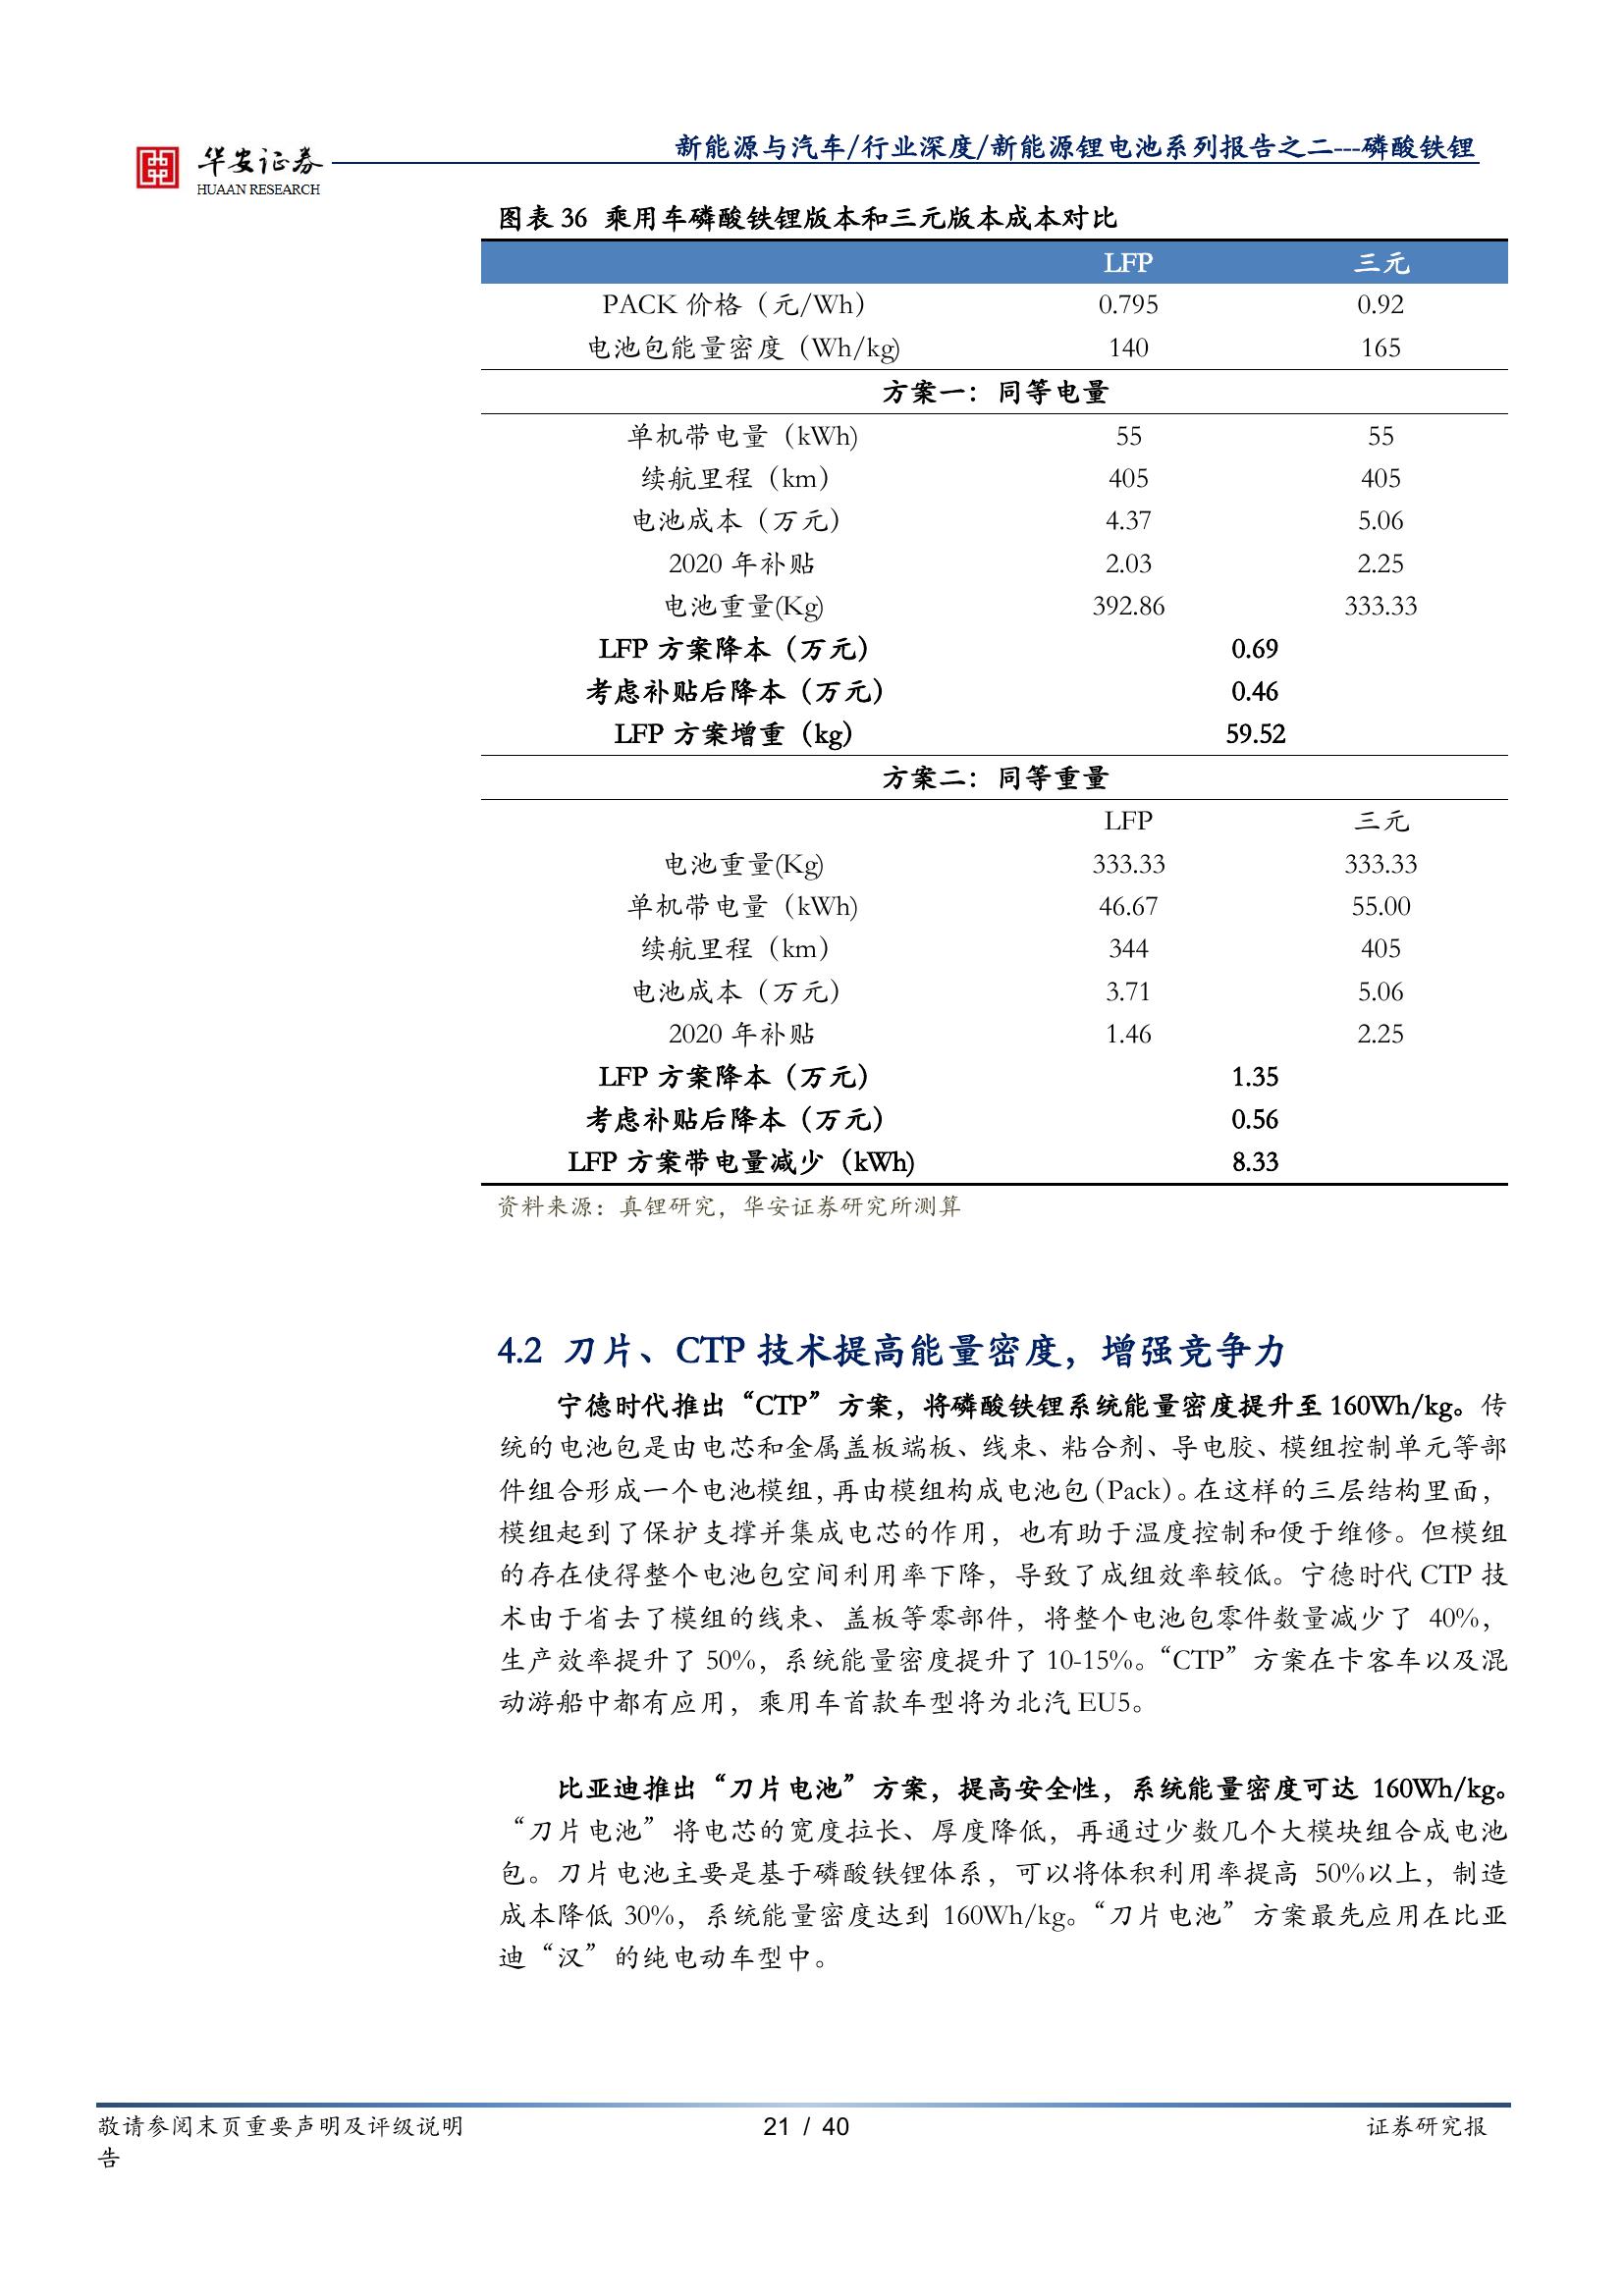 华安证券
HUAAN RESEARCH
新能源与汽车/行业深度/新能源锂电池系列报告之二---磷酸铁锂
图表 36 乘用车磷酸铁锂版本和三元版本成本对比
LFP 三元
PACK 价格（元/Wh） 0.795 0.92
电池包能量密度（Wh/kg) 140 165
方案一：同等电量
单机带电量（kWh) 55 55
续航里程（km） 405 405
电池成本（万元） 4.37 5.06
2020 年补贴 2.03 2.25
电池重量(Kg) 392.86 333.33
LFP 方案降本（万元） 0.69
考虑补贴后降本（万元） 0.46
LFP 方案增重（kg） 59.52
方案二：同等重量
LFP 三元
电池重量(Kg) 333.33 333.33
单机带电量（kWh) 46.67 55.00
续航里程（km） 344 405
电池成本（万元） 3.71 5.06
2020 年补贴 1.46 2.25
LFP 方案降本（万元） 1.35
考虑补贴后降本（万元） 0.56
LFP 方案带电量减少（kWh) 8.33
资料来源：真锂研究，华安证券研究所测算
4.2 刀片、CTP 技术提高能量密度，增强竞争力
宁德时代推出“CTP”方案，将磷酸铁锂系统能量密度提升至 160Wh/kg。传
统的电池包是由电芯和金属盖板端板、线束、粘合剂、导电胶、模组控制单元等部
件组合形成一个电池模组，再由模组构成电池包（Pack）。在这样的三层结构里面，
模组起到了保护支撑并集成电芯的作用，也有助于温度控制和便于维修。但模组
的存在使得整个电池包空间利用率下降，导致了成组效率较低。宁德时代 CTP 技
术由于省去了模组的线束、盖板等零部件，将整个电池包零件数量减少了 40%，
生产效率提升了 50%，系统能量密度提升了 10-15%。“CTP”方案在卡客车以及混
动游船中都有应用，乘用车首款车型将为北汽 EU5。
比亚迪推出“刀片电池”方案，提高安全性，系统能量密度可达 160Wh/kg。
“刀片电池”将电芯的宽度拉长、厚度降低，再通过少数几个大模块组合成电池
包。刀片电池主要是基于磷酸铁锂体系，可以将体积利用率提高 50%以上，制造
成本降低 30%，系统能量密度达到 160Wh/kg。“刀片电池”方案最先应用在比亚
迪“汉”的纯电动车型中。
敬请参阅末页重要声明及评级说明 21 / 40 证券研究报
告